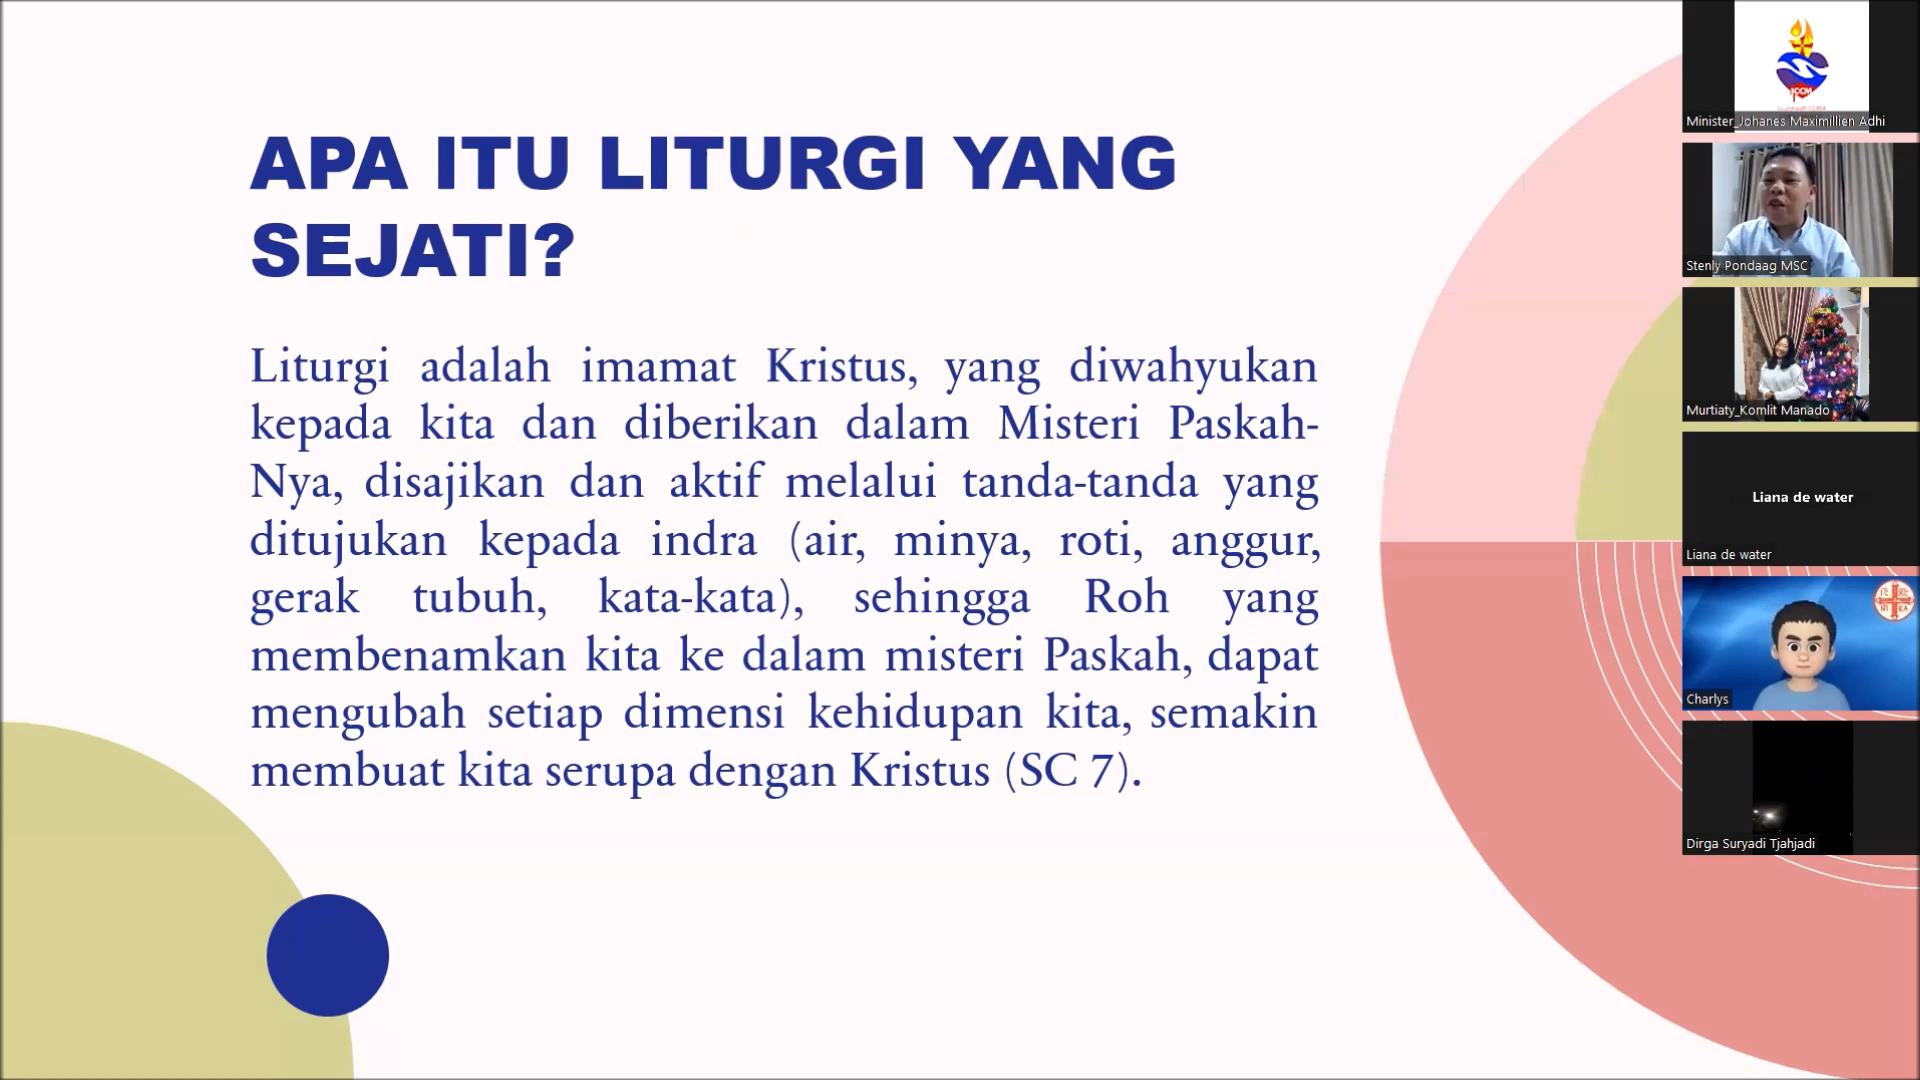 APA ITU LITURGI YANG
SEJATI?
Liturgi adalah imamat Kristus, yang diwahyukan
kepada kita dan diberikan dalam Misteri Paskah-
Nya, disajikan dan aktif melalui tanda-tanda yang
ditujukan kepada indra (air, minya, roti, anggur,
gerak tubuh, kata-kata), sehingga Roh yang
membenamkan kita ke dalam misteri Paskah, dapat
mengubah setiap dimensi kehidupan kita, semakin
membuat kita serupa dengan Kristus (SC 7).
Minister_Johanes Maximillien Adhi
Stenly Pondaag MSC
Murtiaty_Komlit Manado
Liana de water
Liana de water
IC XC
NI KA
Charlys
Dirga Suryadi Tjahjadi